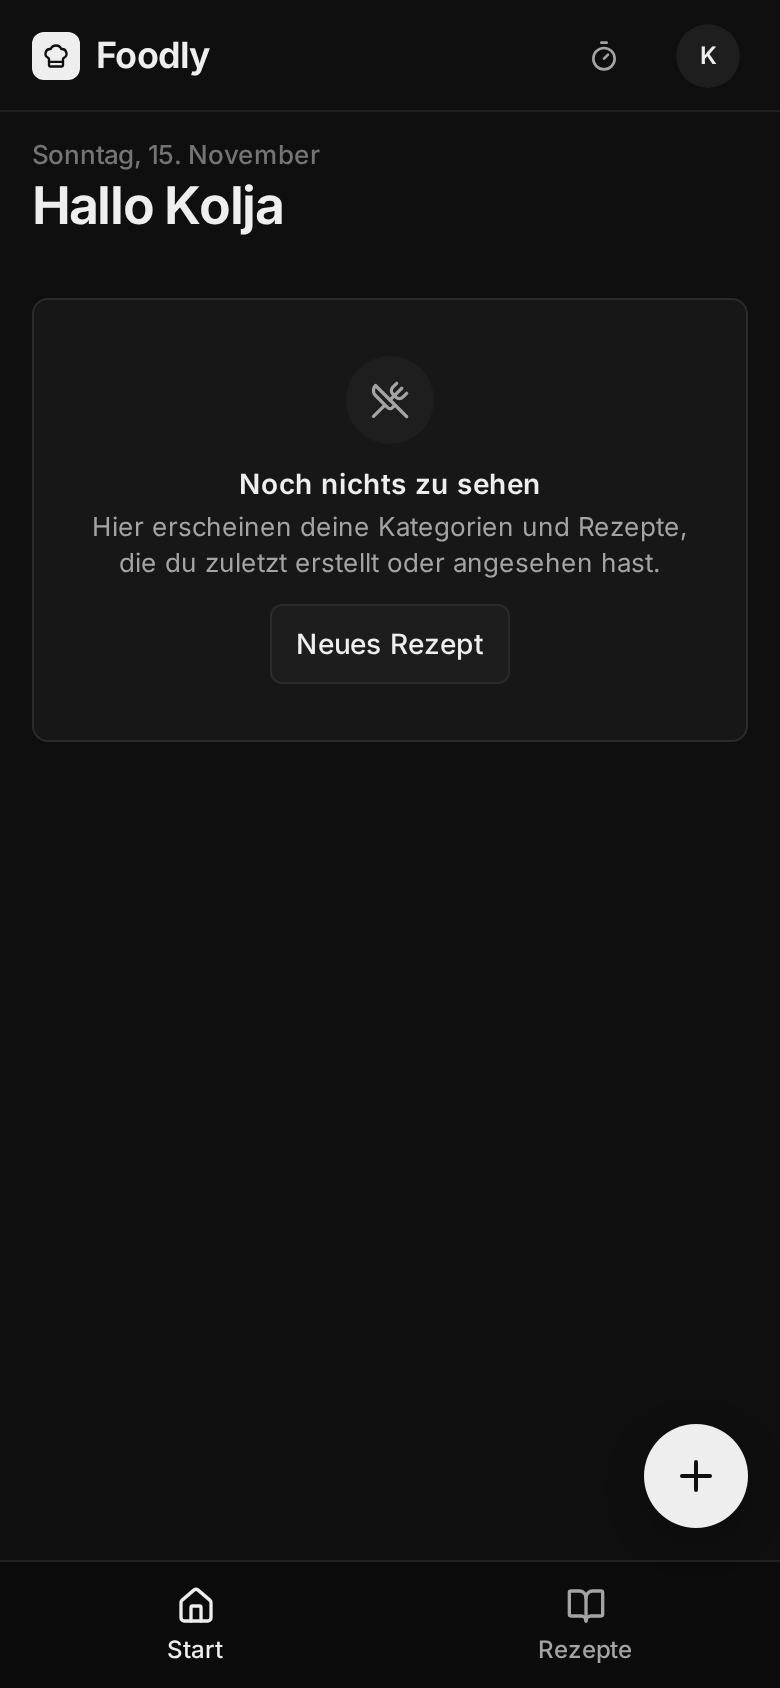 Foodly
K
Sonntag, 15. November
Hallo Kolja
Noch nichts zu sehen
Hier erscheinen deine Kategorien und Rezepte,
die du zuletzt erstellt oder angesehen hast.
Neues Rezept
Start
Rezepte